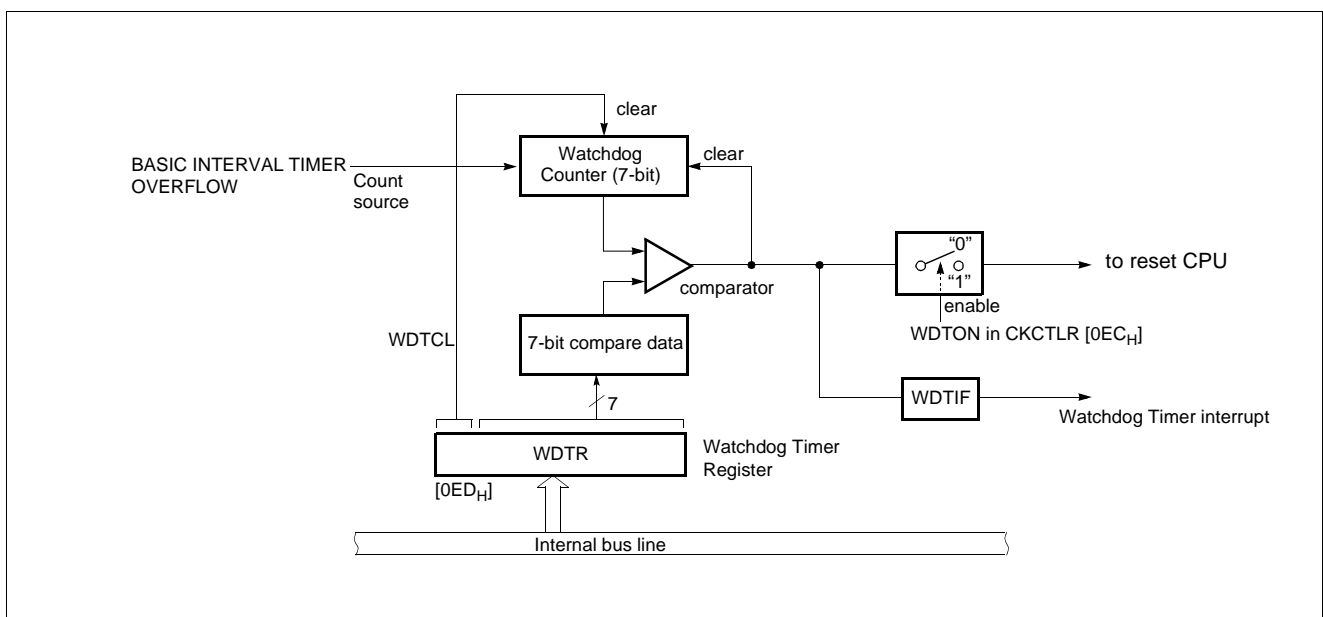 clear
BASIC INTERVAL TIMER
OVERFLOW
Count
source
Watchdog
Counter (7-bit)
clear
comparator
“0”
“1”
to reset CPU
enable
WDTON in CKCTLR [0ECH]
WDTCL
7-bit compare data
7
WDTIF
Watchdog Timer interrupt
WDTR
Watchdog Timer
Register
[0EDH]
Internal bus line